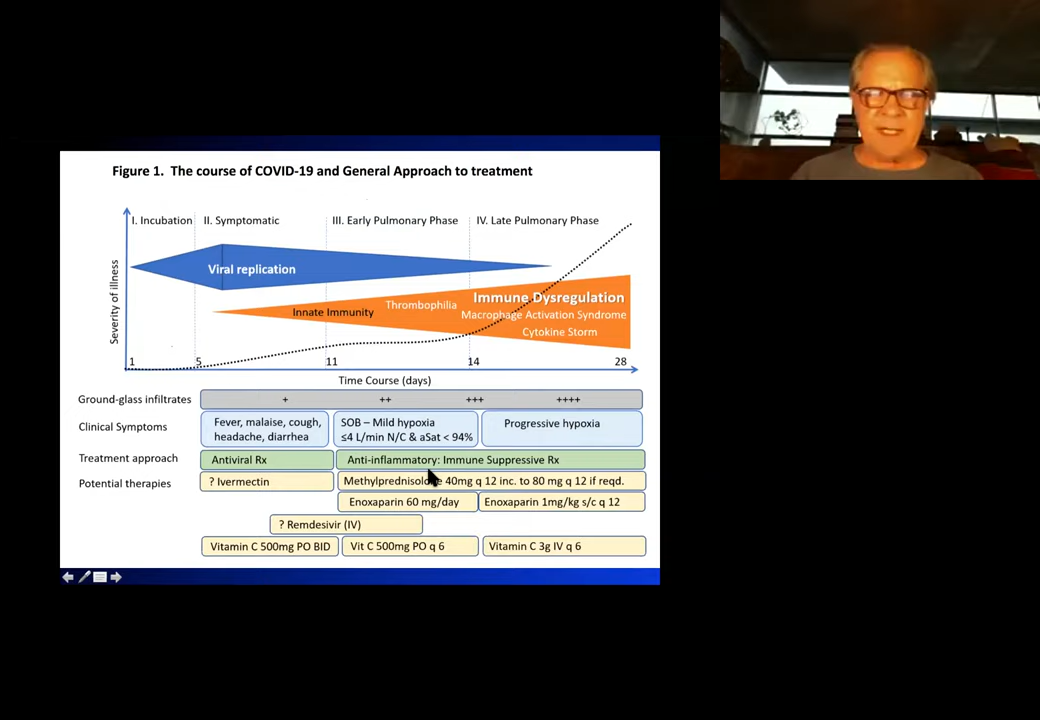 Figure 1.  The course of COVID-19 and General Approach to treatment
I. Incubation
II. Symptomatic
III. Early Pulmonary Phase
IV. Late Pulmonary Phase
Severity of illness
Viral replication
Innate Immunity
Thrombophilia
Immune Dysregulation
Macrophage Activation Syndrome
Cytokine Storm
1 5 11 14 28
Time Course (days)
Ground-glass infiltrates + ++ +++ ++++
Clinical Symptoms
Fever, malaise, cough,
headache, diarrhea
SOB – Mild hypoxia
≤4 L/min N/C & aSat < 94%
Progressive hypoxia
Treatment approach
Antiviral Rx
Anti-inflammatory: Immune Suppressive Rx
Potential therapies
? Ivermectin
Methylprednisolone 40mg q 12 inc. to 80 mg q 12 if reqd.
Enoxaparin 60 mg/day
Enoxaparin 1mg/kg s/c q 12
? Remdesivir (IV)
Vitamin C 500mg PO BID
Vit C 500mg PO q 6
Vitamin C 3g IV q 6